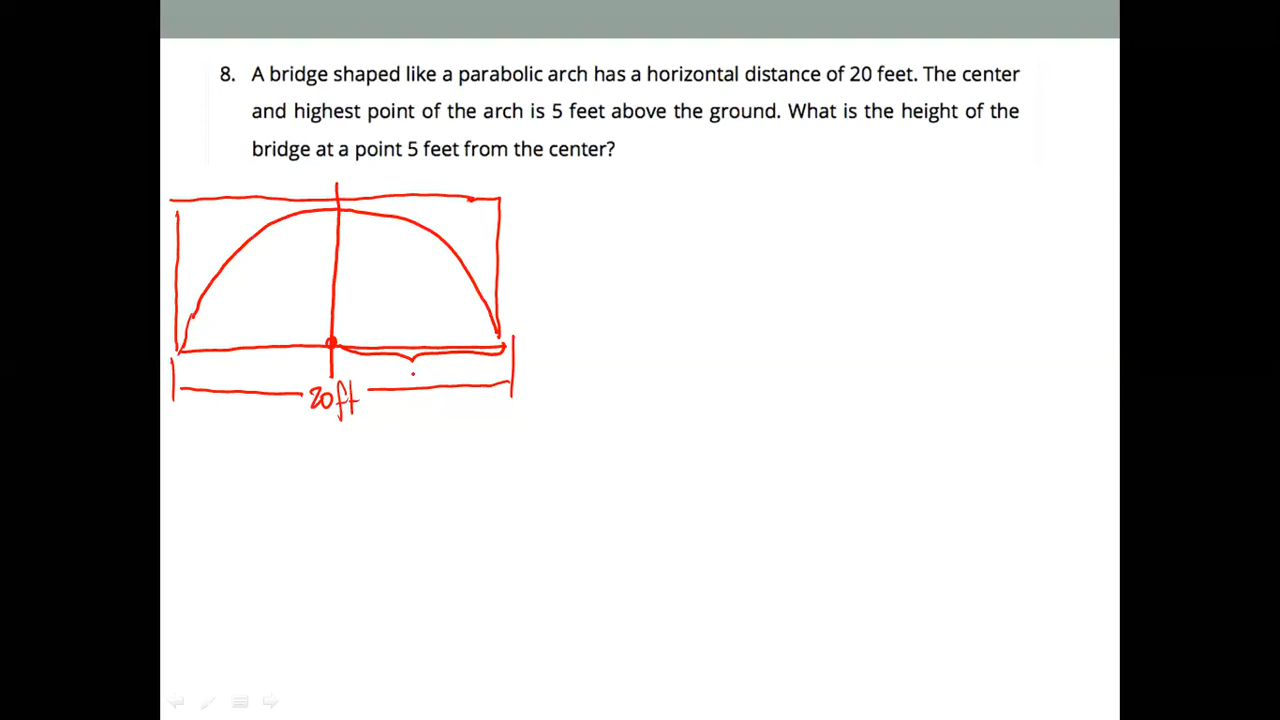 8. A bridge shaped like a parabolic arch has a horizontal distance of 20 feet. The center
and highest point of the arch is 5 feet above the ground. What is the height of the
bridge at a point 5 feet from the center?
20ft